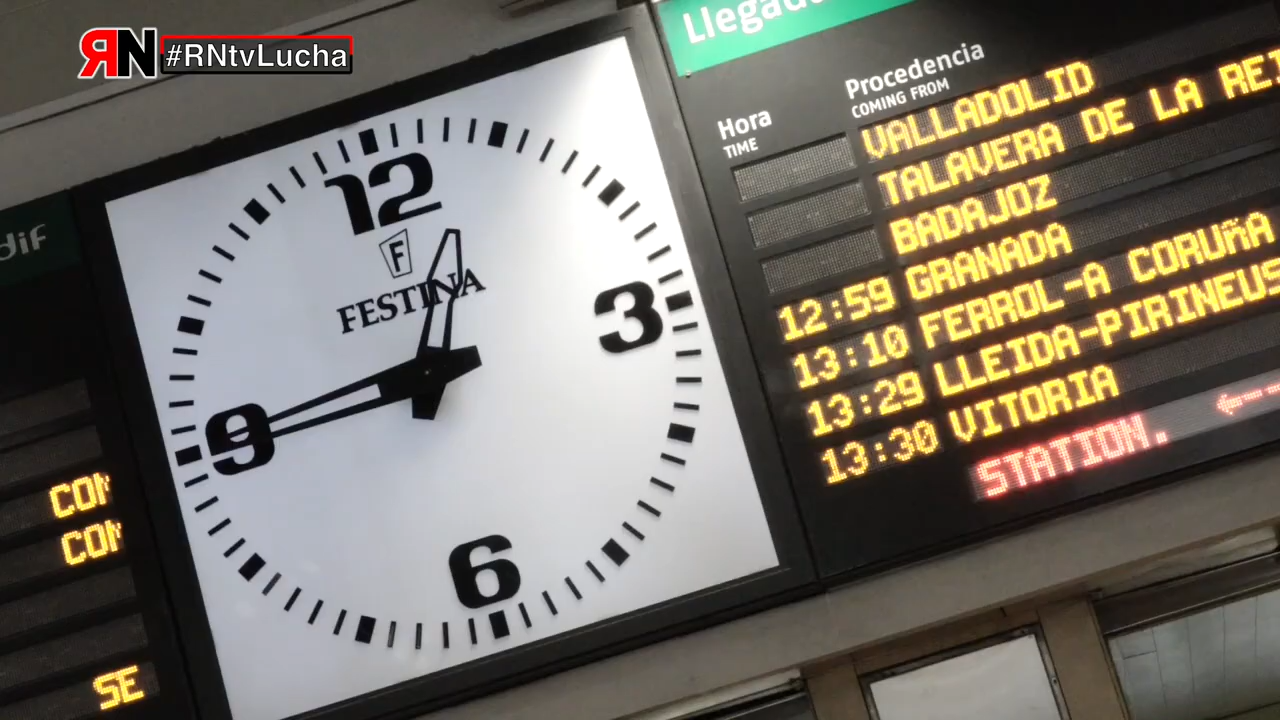 RN #RNtvLucha
dif
CON
CON
SE
12
F
FESTINA
3
9
6
Hora
TIME
Procedencia
COMING FROM
VALLADOLID
TALAVERA DE LA REI
BADAJOZ
12:59 GRANADA
13:10 FERROL-A CORUÑA
13:29 LLEIDA-PIRINEUS
13:30 VITORIA
STATION.